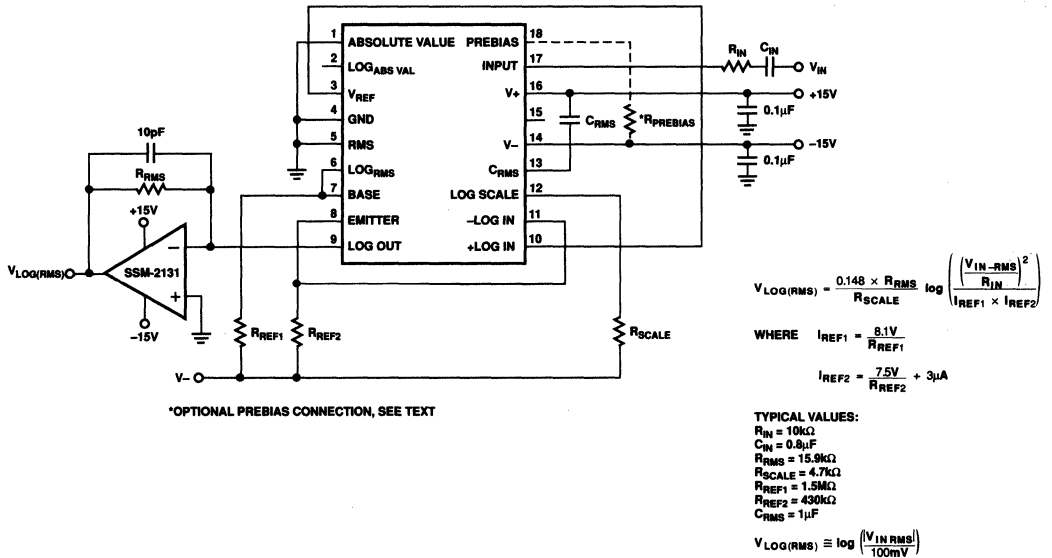 1 ABSOLUTE VALUE PREBIAS 18
2 LOG ABS VAL INPUT 17
RIN CIN VIN
3 VREF V+ 16
+15V
0.1μF
4 GND 15
CRMS *RPREBIAS
5 RMS V– 14
–15V
0.1μF
6 LOGRMS CRMS 13
7 BASE LOG SCALE 12
8 EMITTER –LOG IN 11
9 LOG OUT +LOG IN 10
10pF
RRMS
+15V
–
VLOG(RMS) SSM-2131
+
–15V
RREF1 RREF2 RSCALE
V–
*OPTIONAL PREBIAS CONNECTION, SEE TEXT
VLOG(RMS) = 0.148 × RRMS / RSCALE log ( (VIN–RMS / RIN)² / IREF1 × IREF2 )
WHERE IREF1 = 8.1V / RREF1
IREF2 = 7.5V / RREF2 + 3μA
TYPICAL VALUES:
RIN = 10kΩ
CIN = 0.8μF
RRMS = 15.9kΩ
RSCALE = 4.7kΩ
RREF1 = 1.5MΩ
RREF2 = 430kΩ
CRMS = 1μF
VLOG(RMS) ≅ log ( |VIN RMS| / 100mV )